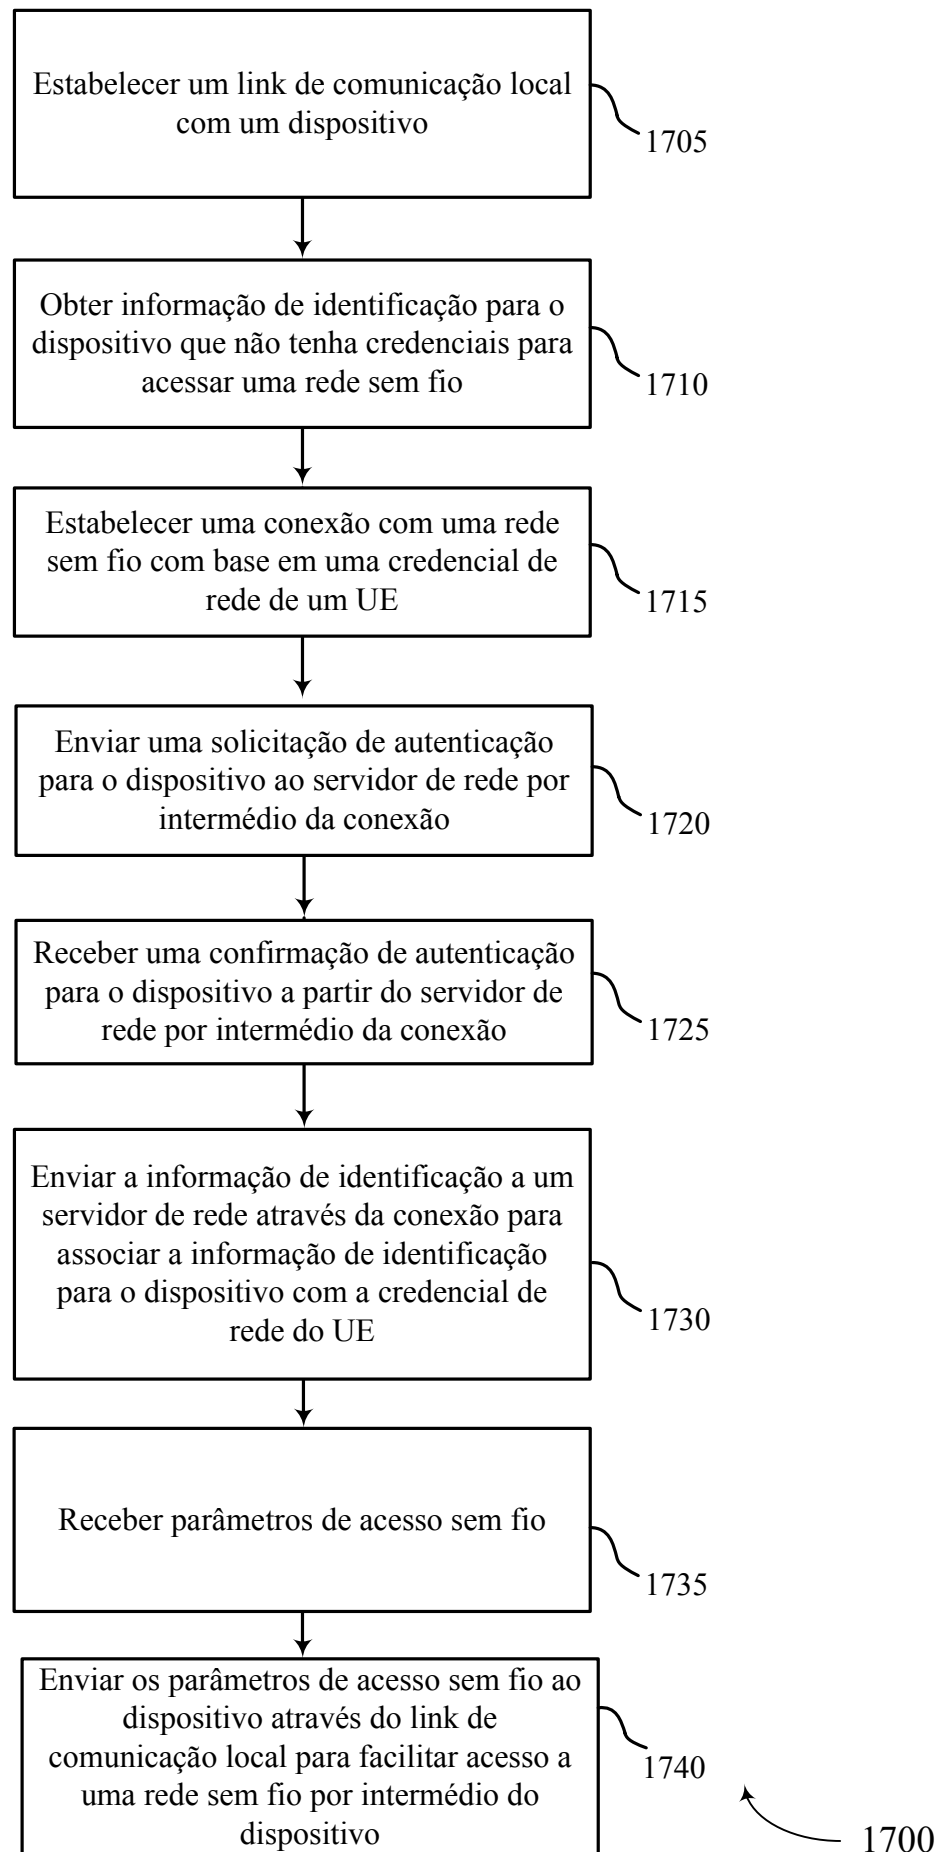 Estabelecer um link de comunicação local
com um dispositivo
1705
Obter informação de identificação para o
dispositivo que não tenha credenciais para
acessar uma rede sem fio
1710
Estabelecer uma conexão com uma rede
sem fio com base em uma credencial de
rede de um UE
1715
Enviar uma solicitação de autenticação
para o dispositivo ao servidor de rede por
intermédio da conexão
1720
Receber uma confirmação de autenticação
para o dispositivo a partir do servidor de
rede por intermédio da conexão
1725
Enviar a informação de identificação a um
servidor de rede através da conexão para
associar a informação de identificação
para o dispositivo com a credencial de
rede do UE
1730
Receber parâmetros de acesso sem fio
1735
Enviar os parâmetros de acesso sem fio ao
dispositivo através do link de
comunicação local para facilitar acesso a
uma rede sem fio por intermédio do
dispositivo
1740
1700